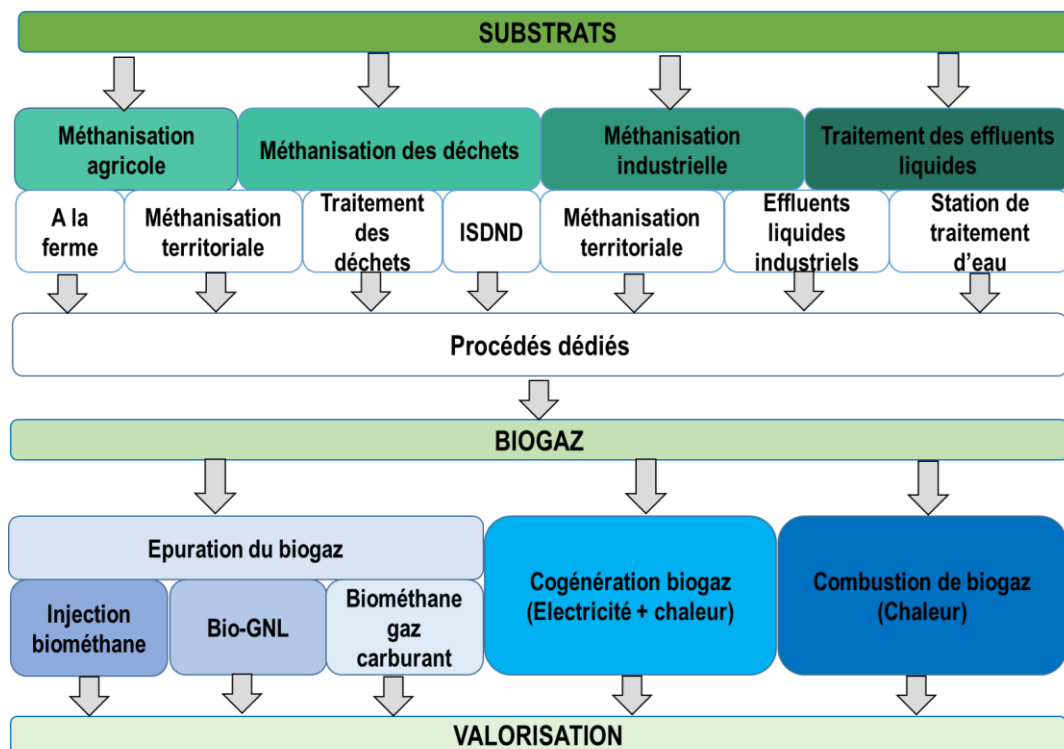 SUBSTRATS
Méthanisation
agricole
Méthanisation des déchets
Méthanisation
industrielle
Traitement des effluents
liquides
A la
ferme
Méthanisation
territoriale
Traitement
des
déchets
ISDND
Méthanisation
territoriale
Effluents
liquides
industriels
Station de
traitement
d'eau
Procédés dédiés
BIOGAZ
Epuration du biogaz
Injection
biométhane
Bio-GNL
Biométhane
gaz
carburant
Cogénération biogaz
(Electricité + chaleur)
Combustion de biogaz
(Chaleur)
VALORISATION